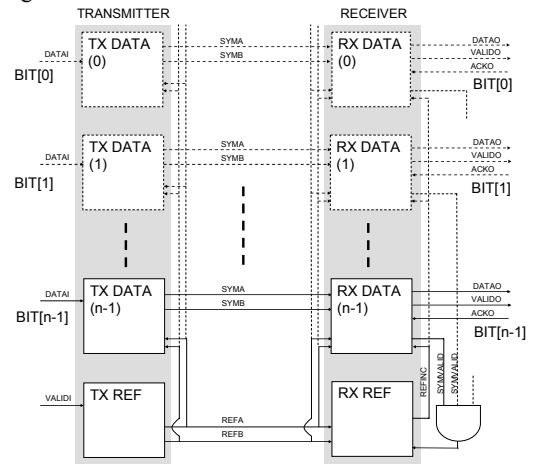 TRANSMITTER
RECEIVER
TX DATA
(0)
DATAI
BIT[0]
SYMA
SYMB
RX DATA
(0)
DATAO
VALIDO
ACKO
BIT[0]
TX DATA
(1)
DATAI
BIT[1]
SYMA
SYMB
RX DATA
(1)
DATAO
VALIDO
ACKO
BIT[1]
TX DATA
(n-1)
DATAI
BIT[n-1]
SYMA
SYMB
RX DATA
(n-1)
DATAO
VALIDO
ACKO
BIT[n-1]
REFINC
SYMVALID
SYMVALID
TX REF
VALIDI
REFA
REFB
RX REF